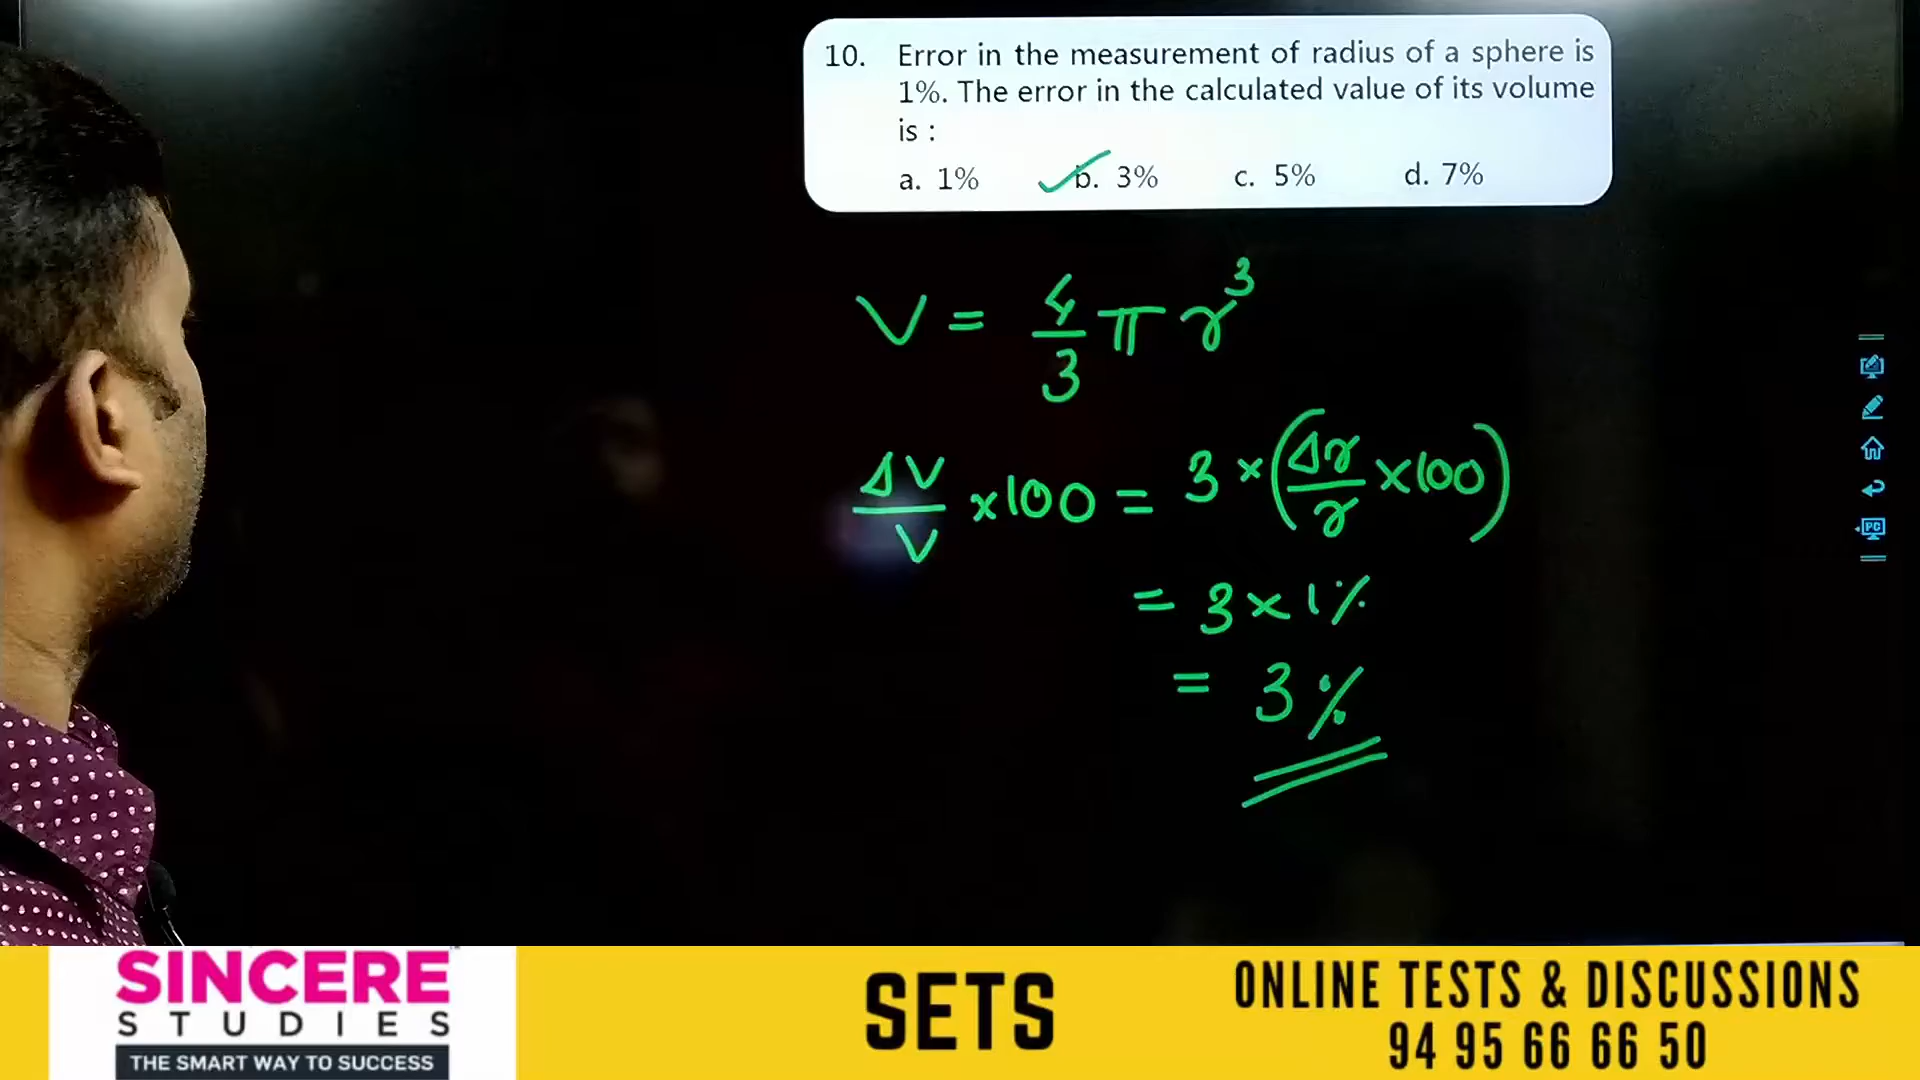 10. Error in the measurement of radius of a sphere is
1%. The error in the calculated value of its volume
is :
a. 1% b. 3% c. 5% d. 7%
V = 4/3 π r³
ΔV/V ×100 = 3 × (Δr/r ×100)
= 3 × 1%
= 3%
PC
SINCERE
STUDIES
THE SMART WAY TO SUCCESS
SETS
ONLINE TESTS & DISCUSSIONS
94 95 66 66 50